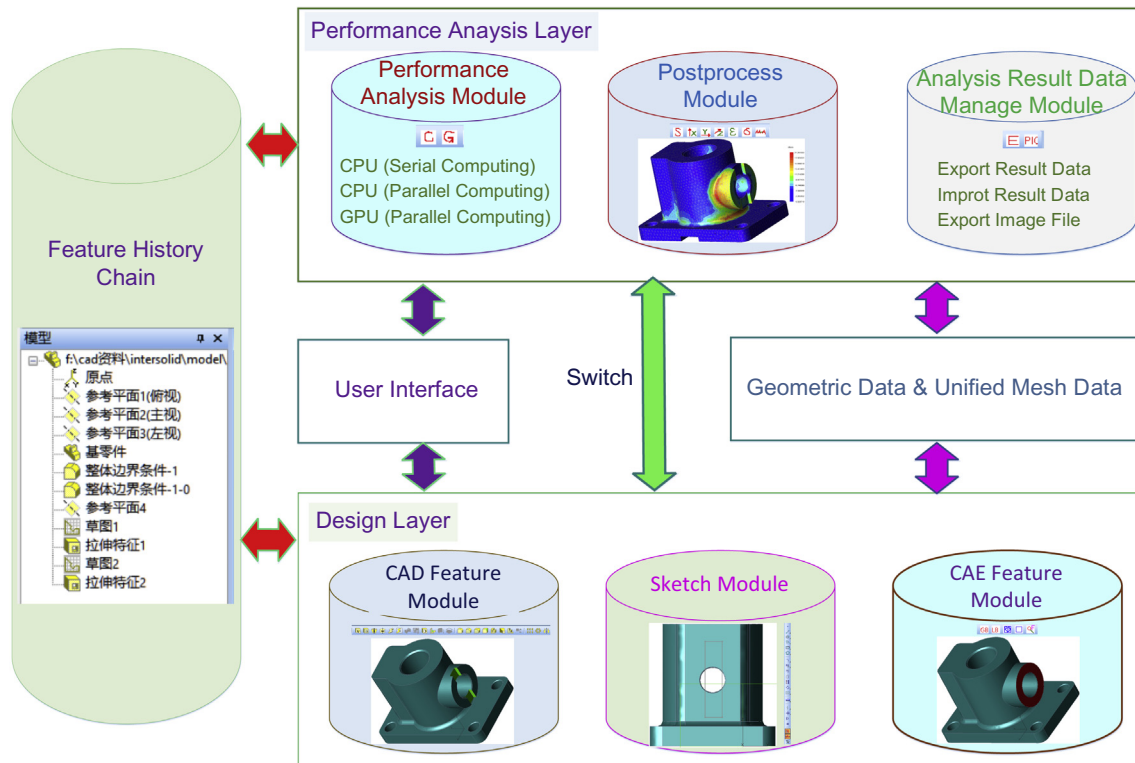 Performance Anaysis Layer
Performance
Analysis Module
CPU (Serial Computing)
CPU (Parallel Computing)
GPU (Parallel Computing)
Postprocess
Module
Analysis Result Data
Manage Module
E PIC
Export Result Data
Improt Result Data
Export Image File
Feature History
Chain
模型
f:\cad资料\intersolid\model\
原点
参考平面1(俯视)
参考平面2(主视)
参考平面3(左视)
基零件
整体边界条件-1
整体边界条件-1-0
参考平面4
草图1
拉伸特征1
草图2
拉伸特征2
User Interface
Switch
Geometric Data & Unified Mesh Data
Design Layer
CAD Feature
Module
Sketch Module
CAE Feature
Module